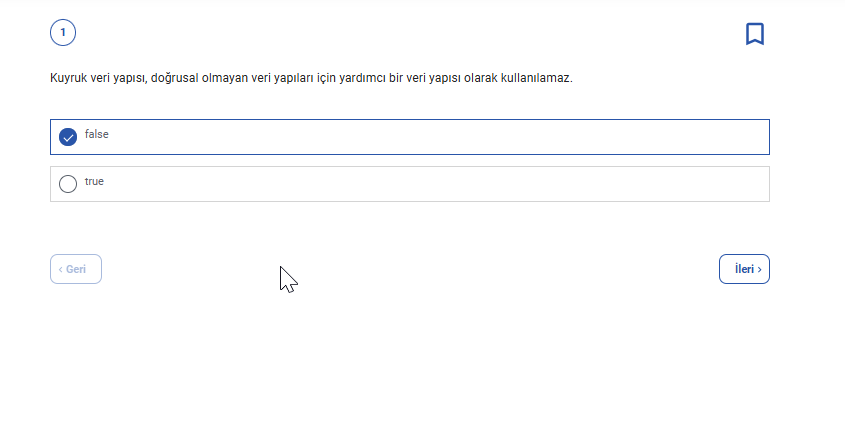 1
Kuyruk veri yapısı, doğrusal olmayan veri yapıları için yardımcı bir veri yapısı olarak kullanılamaz.
false
true
‹ Geri
İleri ›